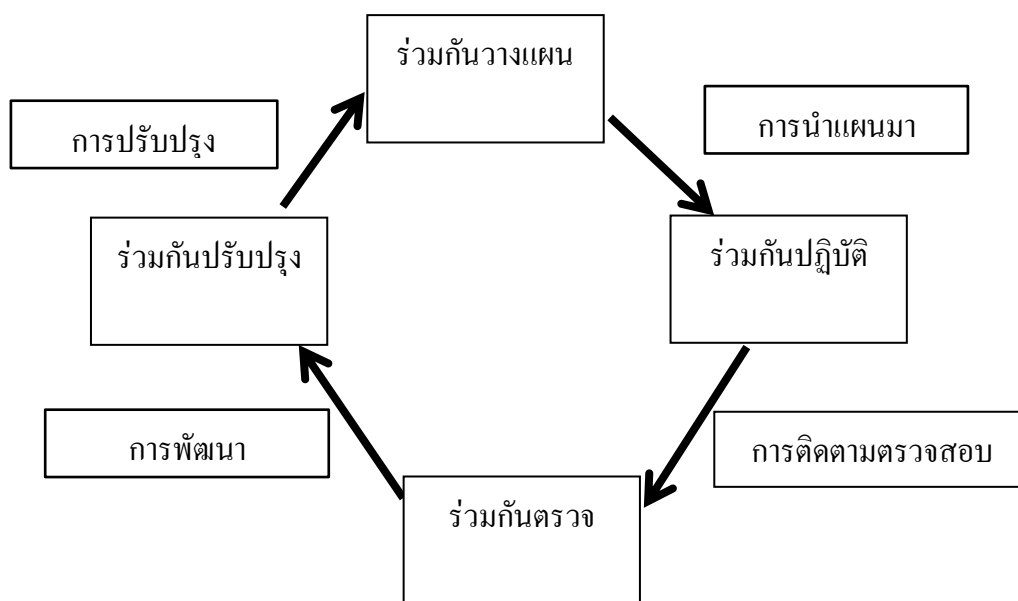 ร่วมกันวางแผน
การปรับปรุง
การนำแผนมา
ร่วมกันปรับปรุง
ร่วมกันปฏิบัติ
การพัฒนา
การติดตามตรวจสอบ
ร่วมกันตรวจ